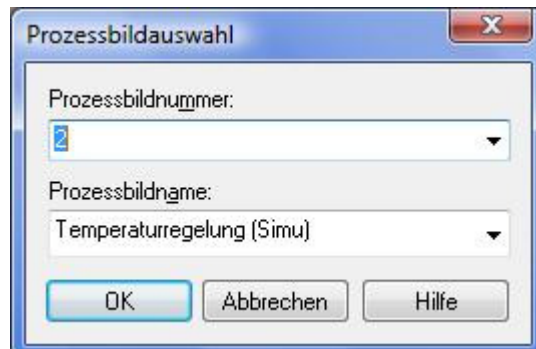 Prozessbildauswahl
Prozessbildnummer:
2
Prozessbildname:
Temperaturregelung (Simu)
OK Abbrechen Hilfe